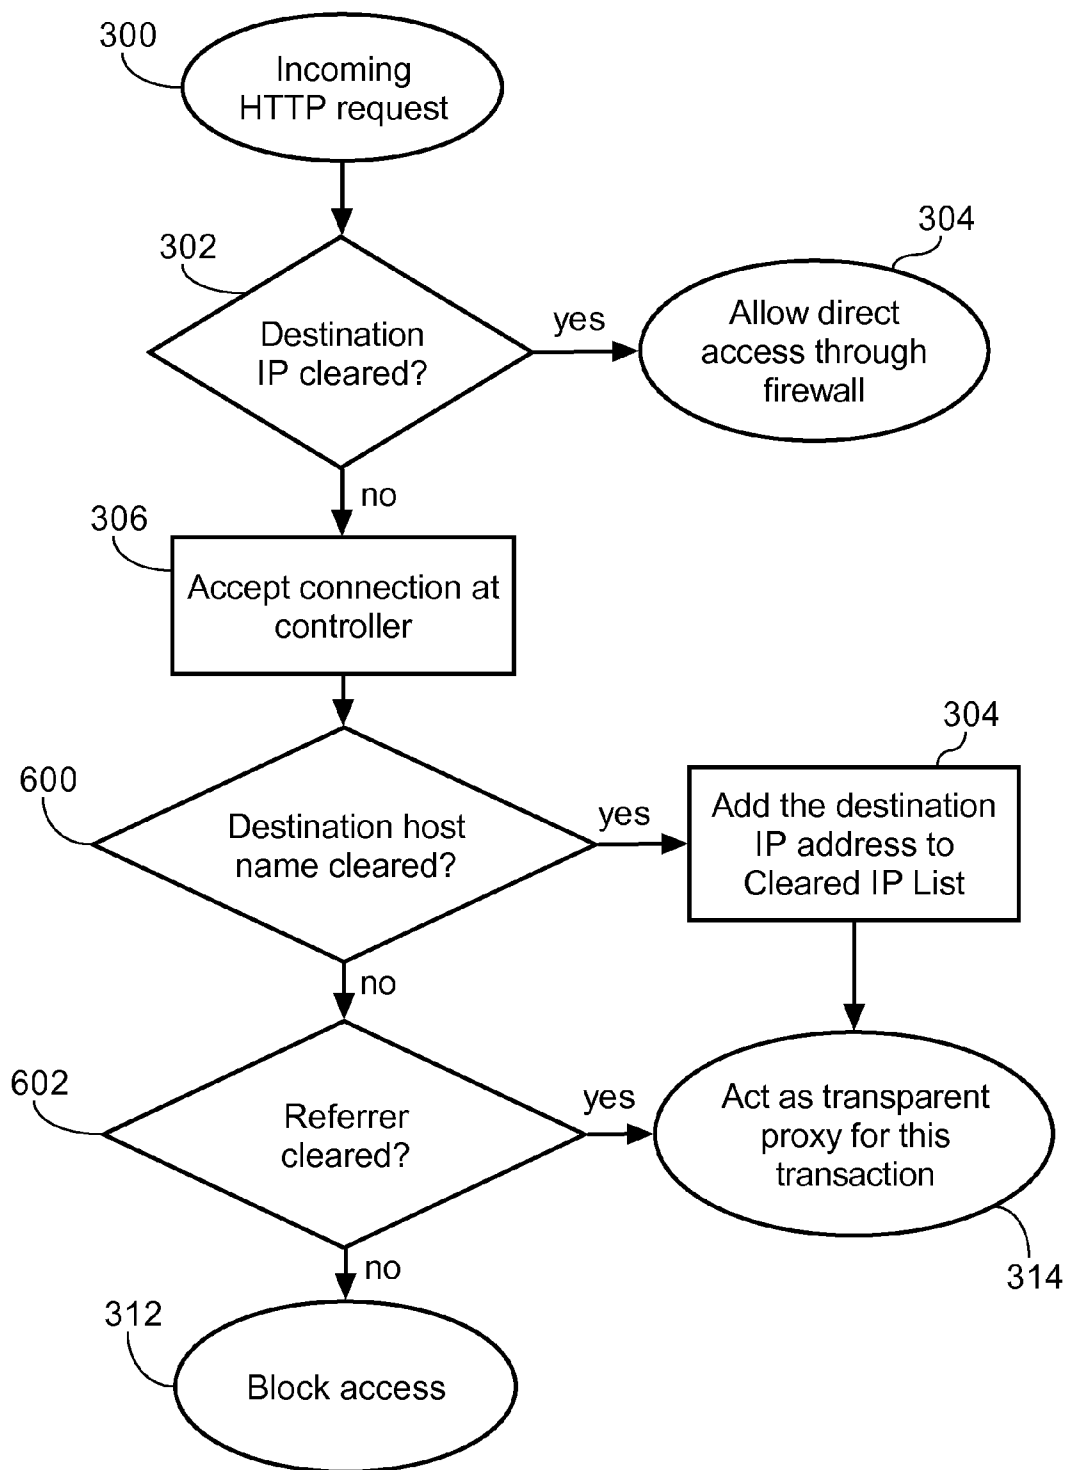 300
Incoming
HTTP request
302
Destination
IP cleared?
yes
304
Allow direct
access through
firewall
no
306
Accept connection at
controller
600
Destination host
name cleared?
yes
304
Add the destination
IP address to
Cleared IP List
no
602
Referrer
cleared?
yes
Act as transparent
proxy for this
transaction
314
no
312
Block access